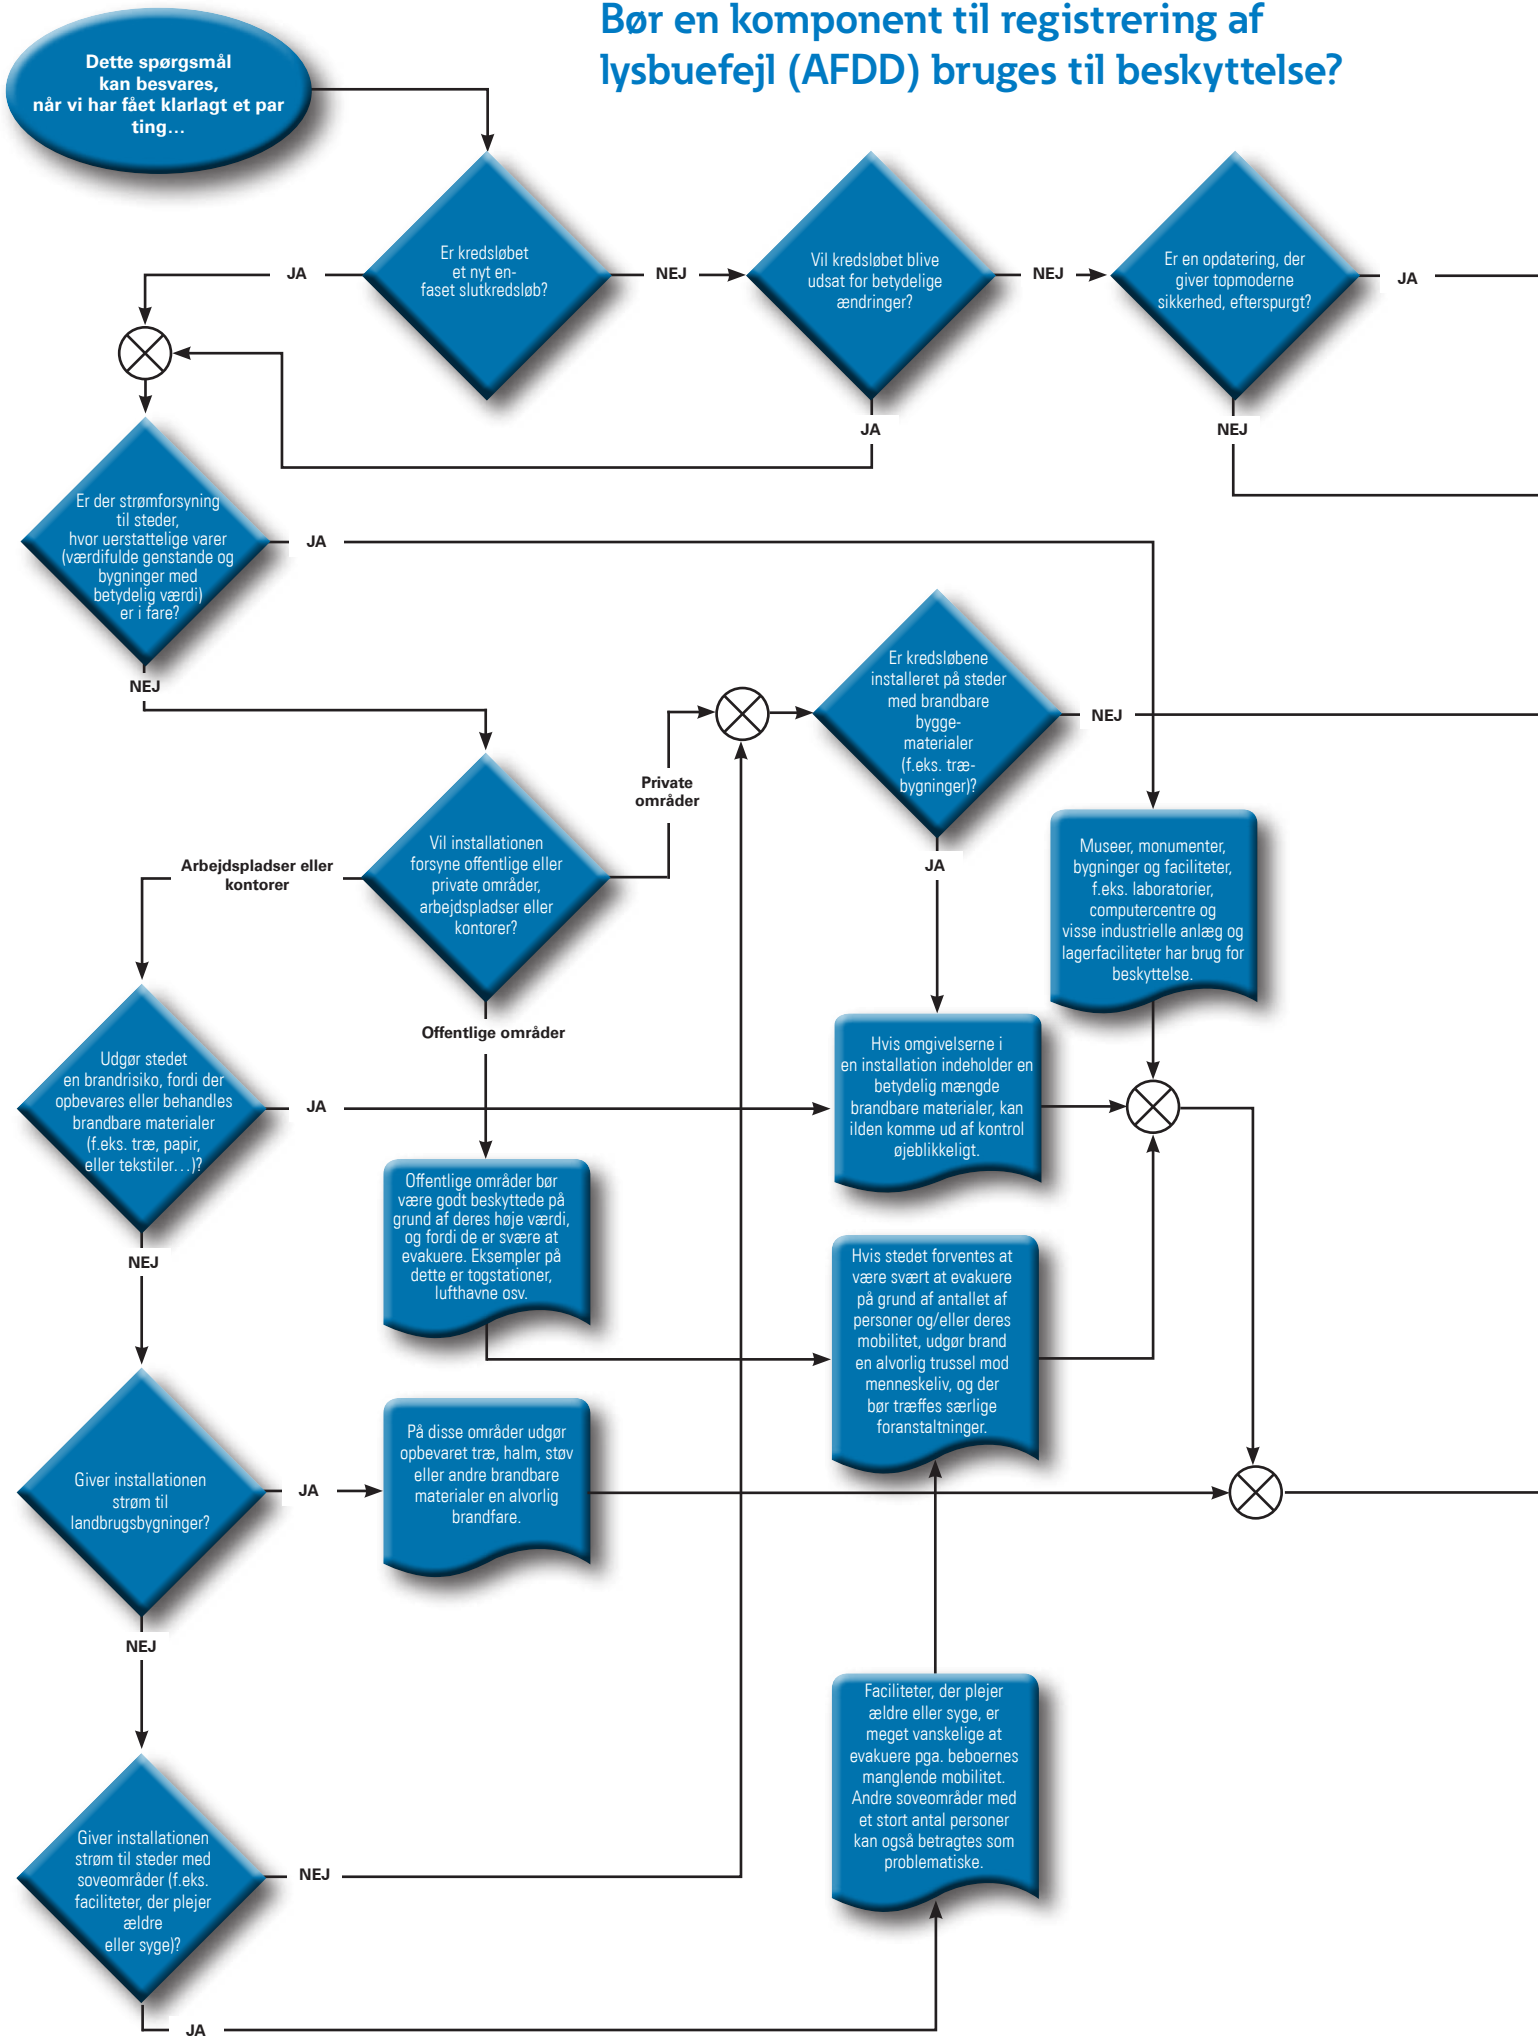 Bør en komponent til registrering af
lysbuefejl (AFDD) bruges til beskyttelse?
Dette spørgsmål
kan besvares,
når vi har fået klarlagt et par
ting...
Er kredsløbet
et nyt en-
faset slutkredsløb?
JA
NEJ
Vil kredsløbet blive
udsat for betydelige
ændringer?
NEJ
JA
Er en opdatering, der
giver topmoderne
sikkerhed, efterspurgt?
JA
NEJ
Er der strømforsyning
til steder,
hvor uerstattelige varer
(værdifulde genstande og
bygninger med
betydelig værdi)
er i fare?
JA
NEJ
Er kredsløbene
installeret på steder
med brandbare
bygge-
materialer
(f.eks. træ-
bygninger)?
NEJ
JA
Private
områder
Vil installationen
forsyne offentlige eller
private områder,
arbejdspladser eller
kontorer?
Arbejdspladser eller
kontorer
Offentlige områder
Museer, monumenter,
bygninger og faciliteter,
f.eks. laboratorier,
computercentre og
visse industrielle anlæg og
lagerfaciliteter har brug for
beskyttelse.
Udgør stedet
en brandrisiko, fordi der
opbevares eller behandles
brandbare materialer
(f.eks. træ, papir,
eller tekstiler...)?
JA
NEJ
Hvis omgivelserne i
en installation indeholder en
betydelig mængde
brandbare materialer, kan
ilden komme ud af kontrol
øjeblikkeligt.
Offentlige områder bør
være godt beskyttede på
grund af deres høje værdi,
og fordi de er svære at
evakuere. Eksempler på
dette er togstationer,
lufthavne osv.
Hvis stedet forventes at
være svært at evakuere
på grund af antallet af
personer og/eller deres
mobilitet, udgør brand
en alvorlig trussel mod
menneskeliv, og der
bør træffes særlige
foranstaltninger.
Giver installationen
strøm til
landbrugsbygninger?
JA
NEJ
På disse områder udgør
opbevaret træ, halm, støv
eller andre brandbare
materialer en alvorlig
brandfare.
Faciliteter, der plejer
ældre eller syge, er
meget vanskelige at
evakuere pga. beboernes
manglende mobilitet.
Andre soveområder med
et stort antal personer
kan også betragtes som
problematiske.
Giver installationen
strøm til steder med
soveområder (f.eks.
faciliteter, der plejer
ældre
eller syge)?
NEJ
JA